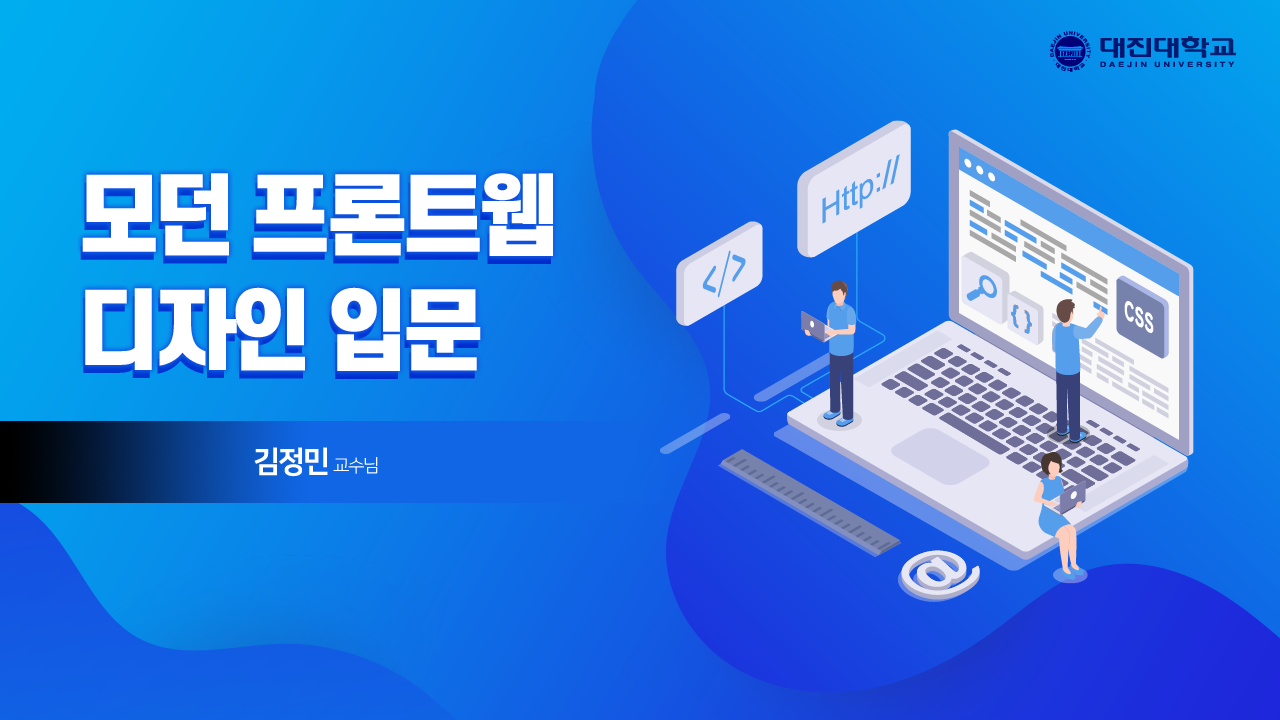 대진대학교
DAEJIN UNIVERSITY
모던 프론트웹
디자인 입문
김정민 교수님
Http://
</>
CSS
{ }
@